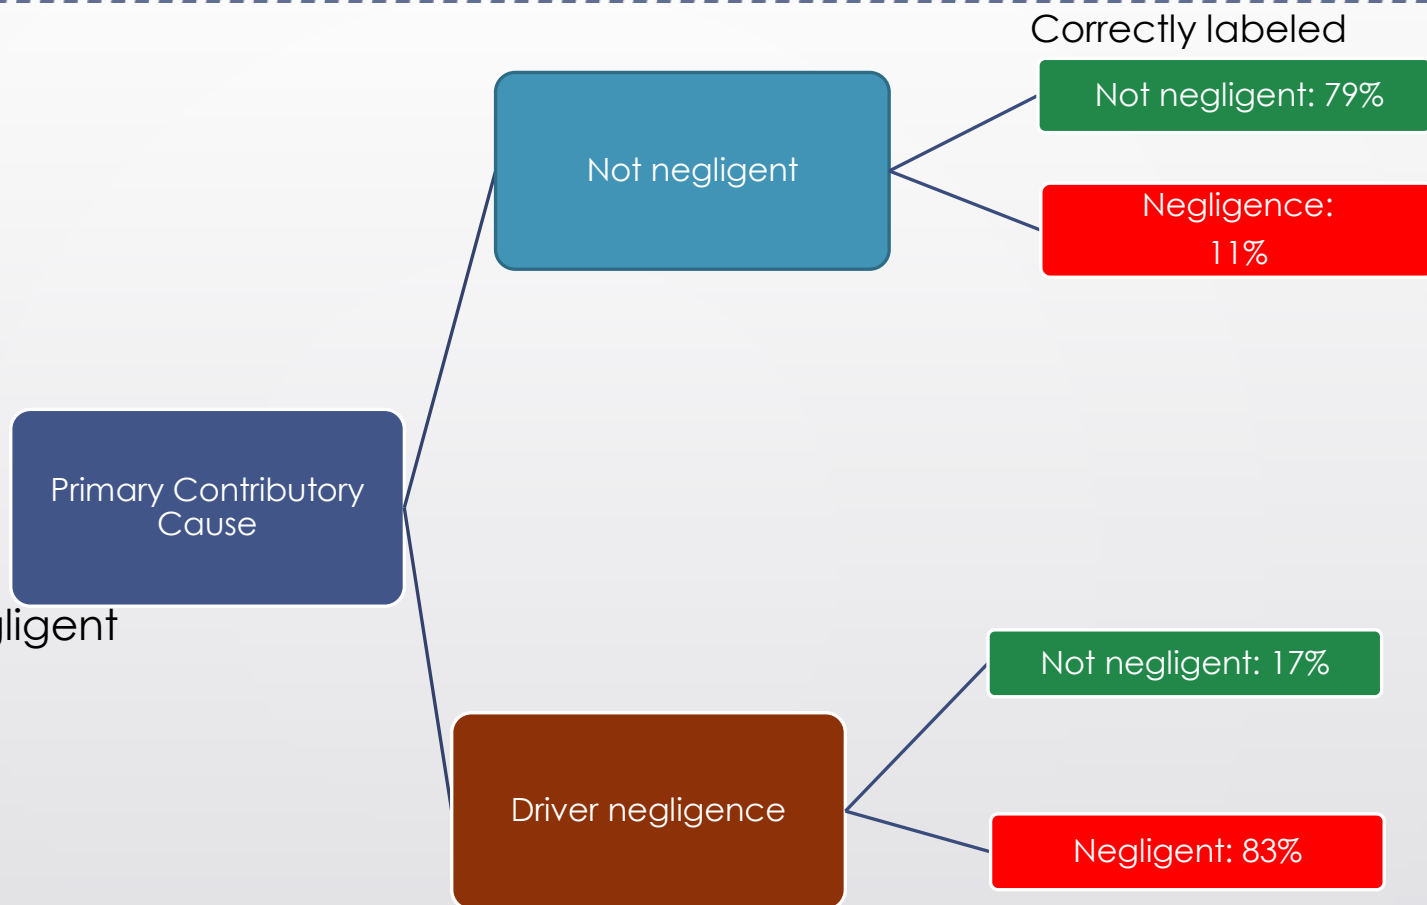 Correctly labeled
Not negligent: 79%
Not negligent
Negligence:
11%
Primary Contributory
Cause
gligent
Not negligent: 17%
Driver negligence
Negligent: 83%